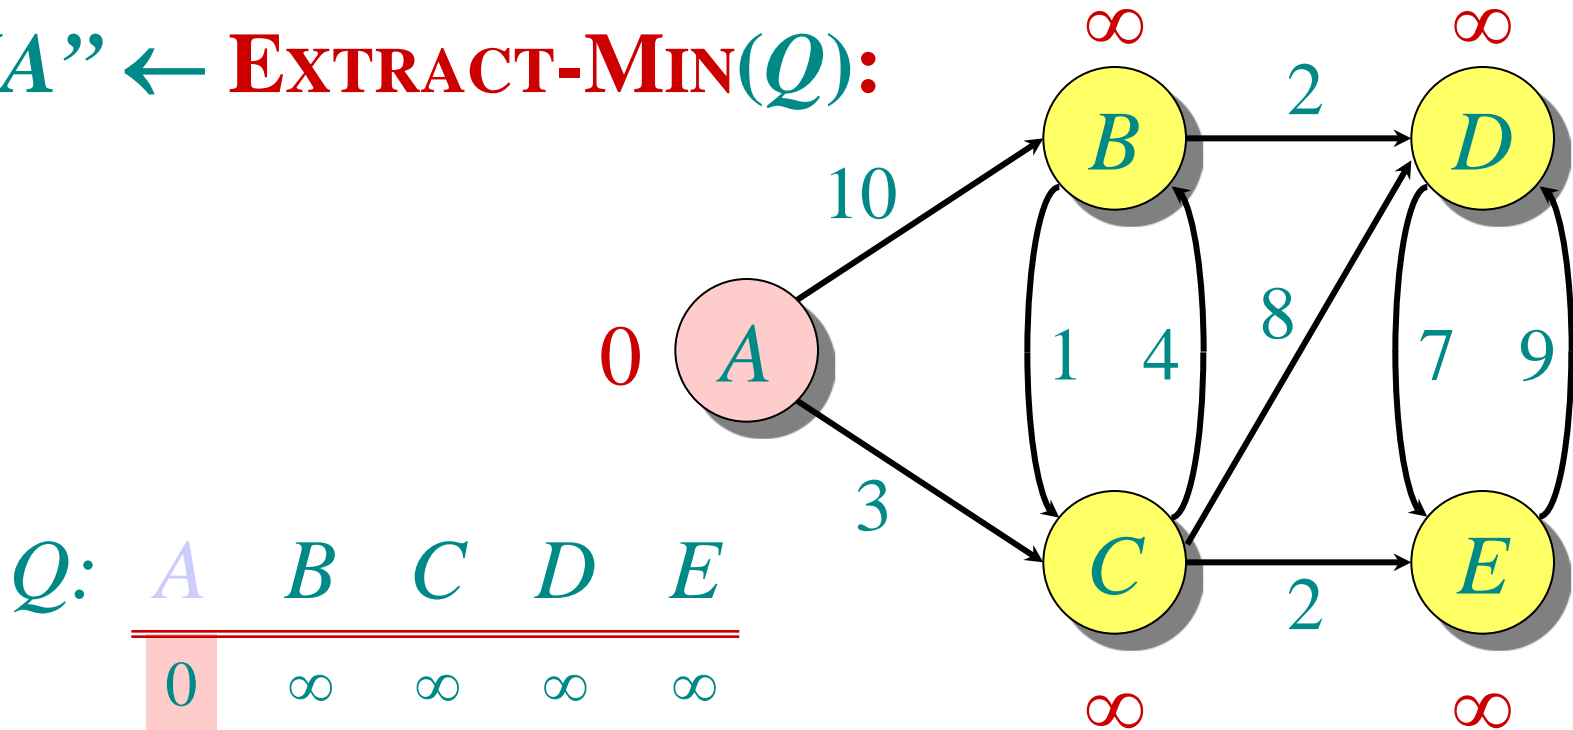 A” ← EXTRACT-MIN(Q):
∞ ∞
B 2 D
10
0 A 1 4 8 7 9
3
C 2 E
∞ ∞
Q: A B C D E
0 ∞ ∞ ∞ ∞